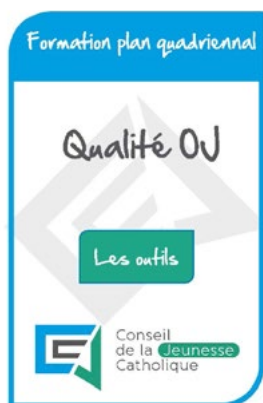 Formation plan quadriennal
Qualité OJ
Les outils
Conseil
de la Jeunesse
Catholique